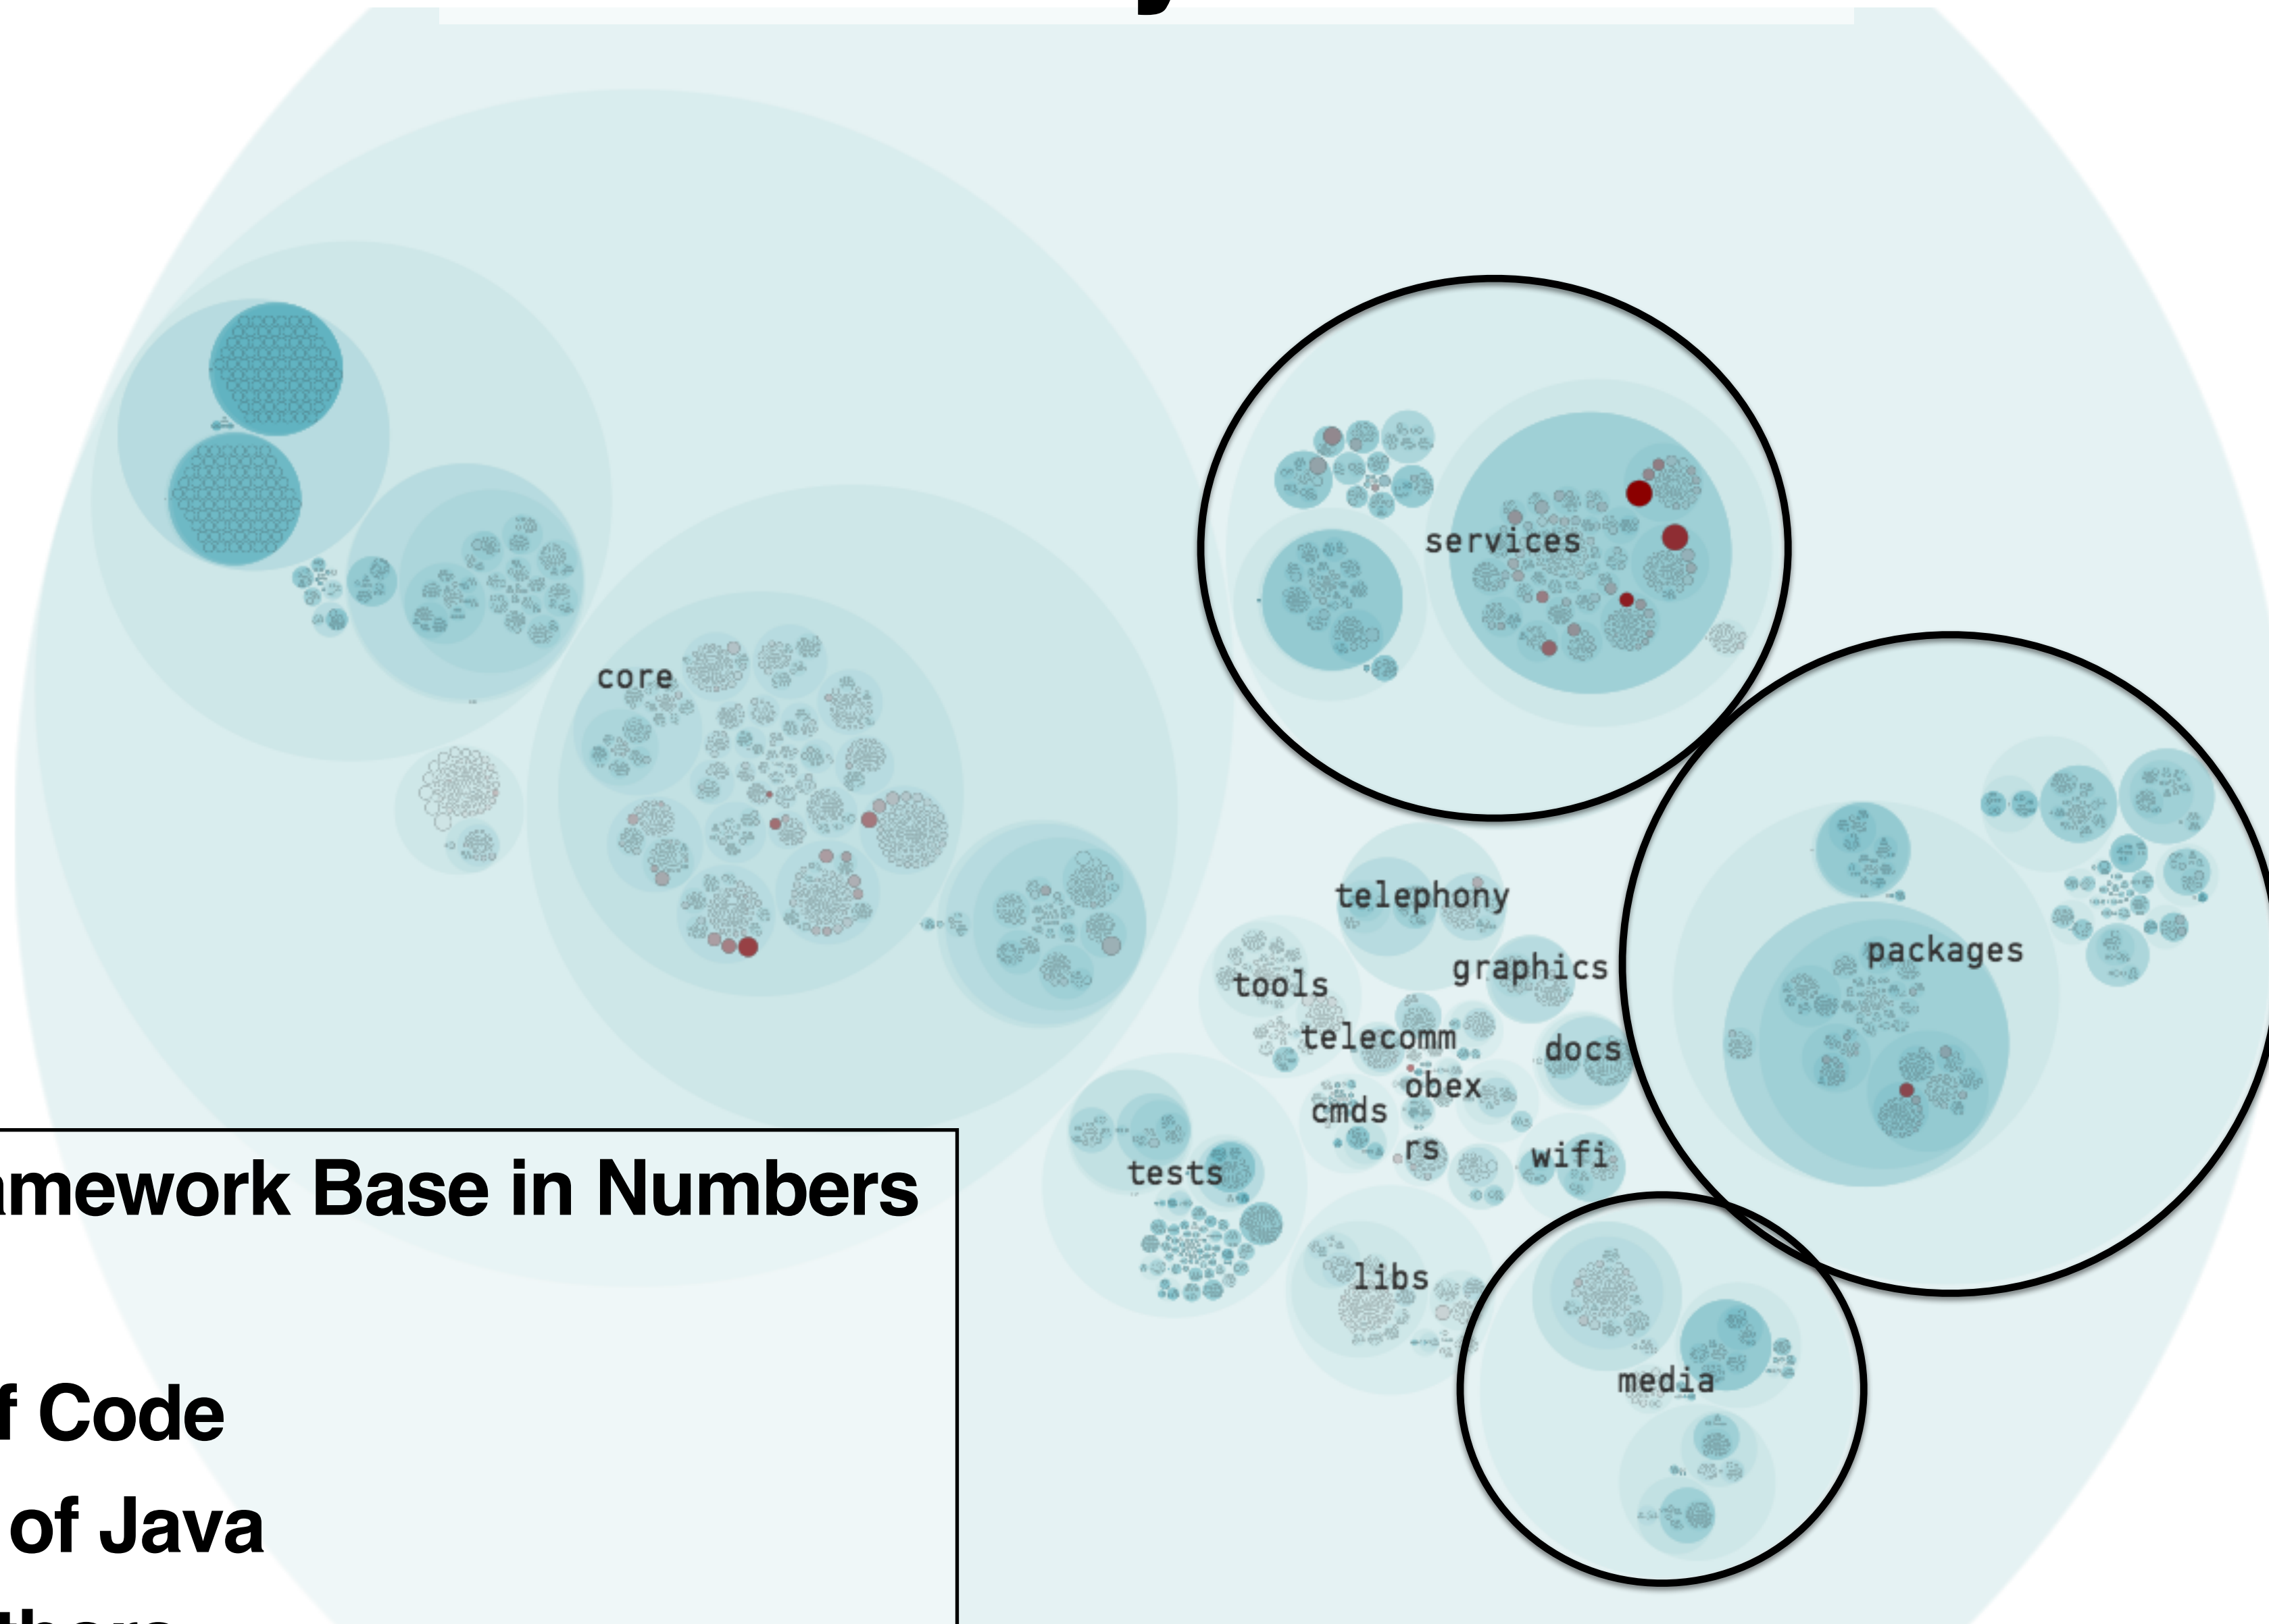 services
core
telephony
packages
graphics
tools
telecomm
docs
obex
cmds
rs
wifi
tests
libs
media
Base in Numbers
Code
of Java